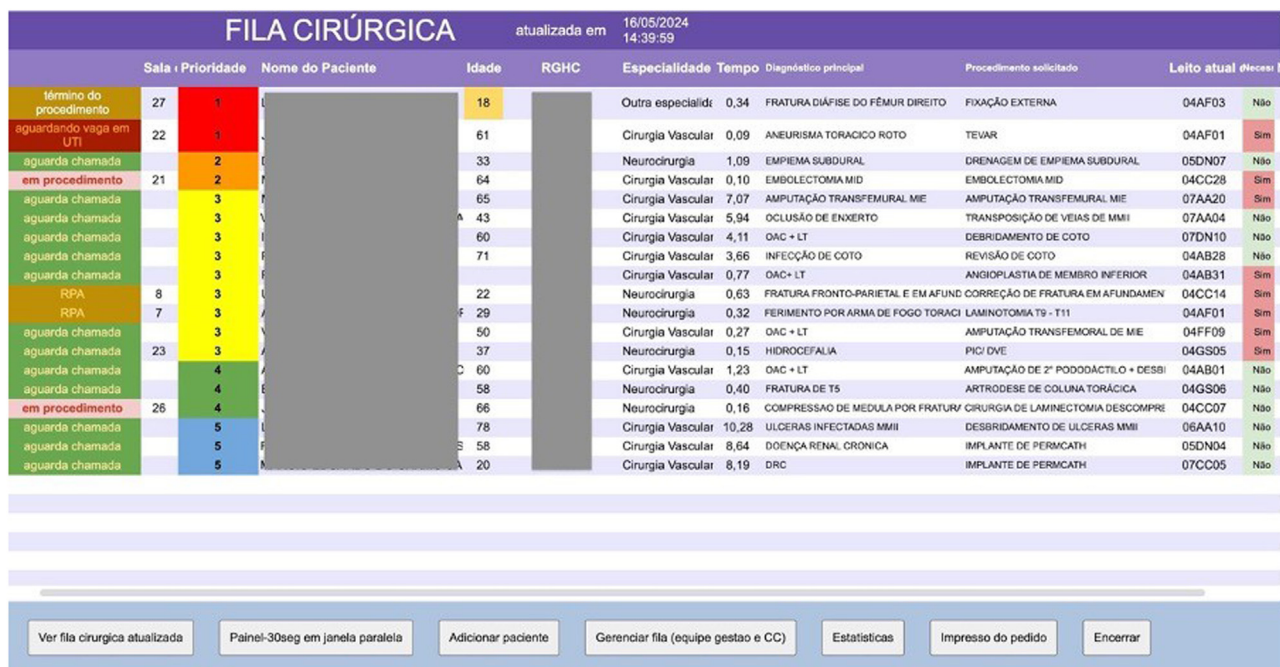 FILA CIRÚRGICA atualizada em 16/05/2024
14:39:59
Sala Prioridade Nome do Paciente Idade RGHC Especialidade Tempo Diagnóstico principal Procedimento solicitado Leito atual
término do procedimento 27 1 18 Outra especialida 0,34 FRATURA DIÁFISE DO FÊMUR DIREITO FIXAÇÃO EXTERNA 04AF03 Não
aguardando vaga em UTI 22 1 61 Cirurgia Vascular 0,09 ANEURISMA TORACICO ROTO TEVAR 04AF01 Sim
aguarda chamada 2 33 Neurocirurgia 1,09 EMPIEMA SUBDURAL DRENAGEM DE EMPIEMA SUBDURAL 05DN07 Não
em procedimento 21 2 64 Cirurgia Vascular 0,10 EMBOLECTOMIA MID EMBOLECTOMIA MID 04CC28 Sim
aguarda chamada 3 65 Cirurgia Vascular 7,07 AMPUTAÇÃO TRANSFEMURAL MIE AMPUTAÇÃO TRANSFEMURAL MIE 07AA20 Sim
aguarda chamada 3 43 Cirurgia Vascular 5,94 OCLUSÃO DE ENXERTO TRANSPOSIÇÃO DE VEIAS DE MMII 07AA04 Não
aguarda chamada 3 60 Cirurgia Vascular 4,11 OAC + LT DEBRIDAMENTO DE COTO 07DN10 Não
aguarda chamada 3 71 Cirurgia Vascular 3,66 INFECÇÃO DE COTO REVISÃO DE COTO 04AB28 Não
aguarda chamada 3 Cirurgia Vascular 0,77 OAC+ LT ANGIOPLASTIA DE MEMBRO INFERIOR 04AB31 Sim
RPA 8 3 22 Neurocirurgia 0,63 FRATURA FRONTO-PARIETAL E EM AFUND CORREÇÃO DE FRATURA EM AFUNDAMEN 04CC14 Sim
RPA 7 3 29 Neurocirurgia 0,32 FERIMENTO POR ARMA DE FOGO TORACI LAMINOTOMIA T9 - T11 04AF01 Sim
aguarda chamada 3 50 Cirurgia Vascular 0,27 OAC + LT AMPUTAÇÃO TRANSFEMORAL DE MIE 04FF09 Sim
aguarda chamada 23 3 37 Neurocirurgia 0,15 HIDROCEFALIA PIC/ DVE 04GS05 Sim
aguarda chamada 4 60 Cirurgia Vascular 1,23 OAC + LT AMPUTAÇÃO DE 2° PODODÁCTILO + DESBI 04AB01 Não
aguarda chamada 4 58 Neurocirurgia 0,40 FRATURA DE T5 ARTRODESE DE COLUNA TORÁCICA 04GS06 Não
em procedimento 26 4 66 Neurocirurgia 0,16 COMPRESSAO DE MEDULA POR FRATURA CIRURGIA DE LAMINECTOMIA DESCOMPRE 04CC07 Não
aguarda chamada 5 78 Cirurgia Vascular 10,28 ULCERAS INFECTADAS MMII DESBRIDAMENTO DE ULCERAS MMII 06AA10 Não
aguarda chamada 5 58 Cirurgia Vascular 8,64 DOENÇA RENAL CRONICA IMPLANTE DE PERMCATH 05DN04 Não
aguarda chamada 5 20 Cirurgia Vascular 8,19 DRC IMPLANTE DE PERMCATH 07CC05 Não
Ver fila cirurgica atualizada Painel-30seg em janela paralela Adicionar paciente Gerenciar fila (equipe gestao e CC) Estatisticas Impresso do pedido Encerrar